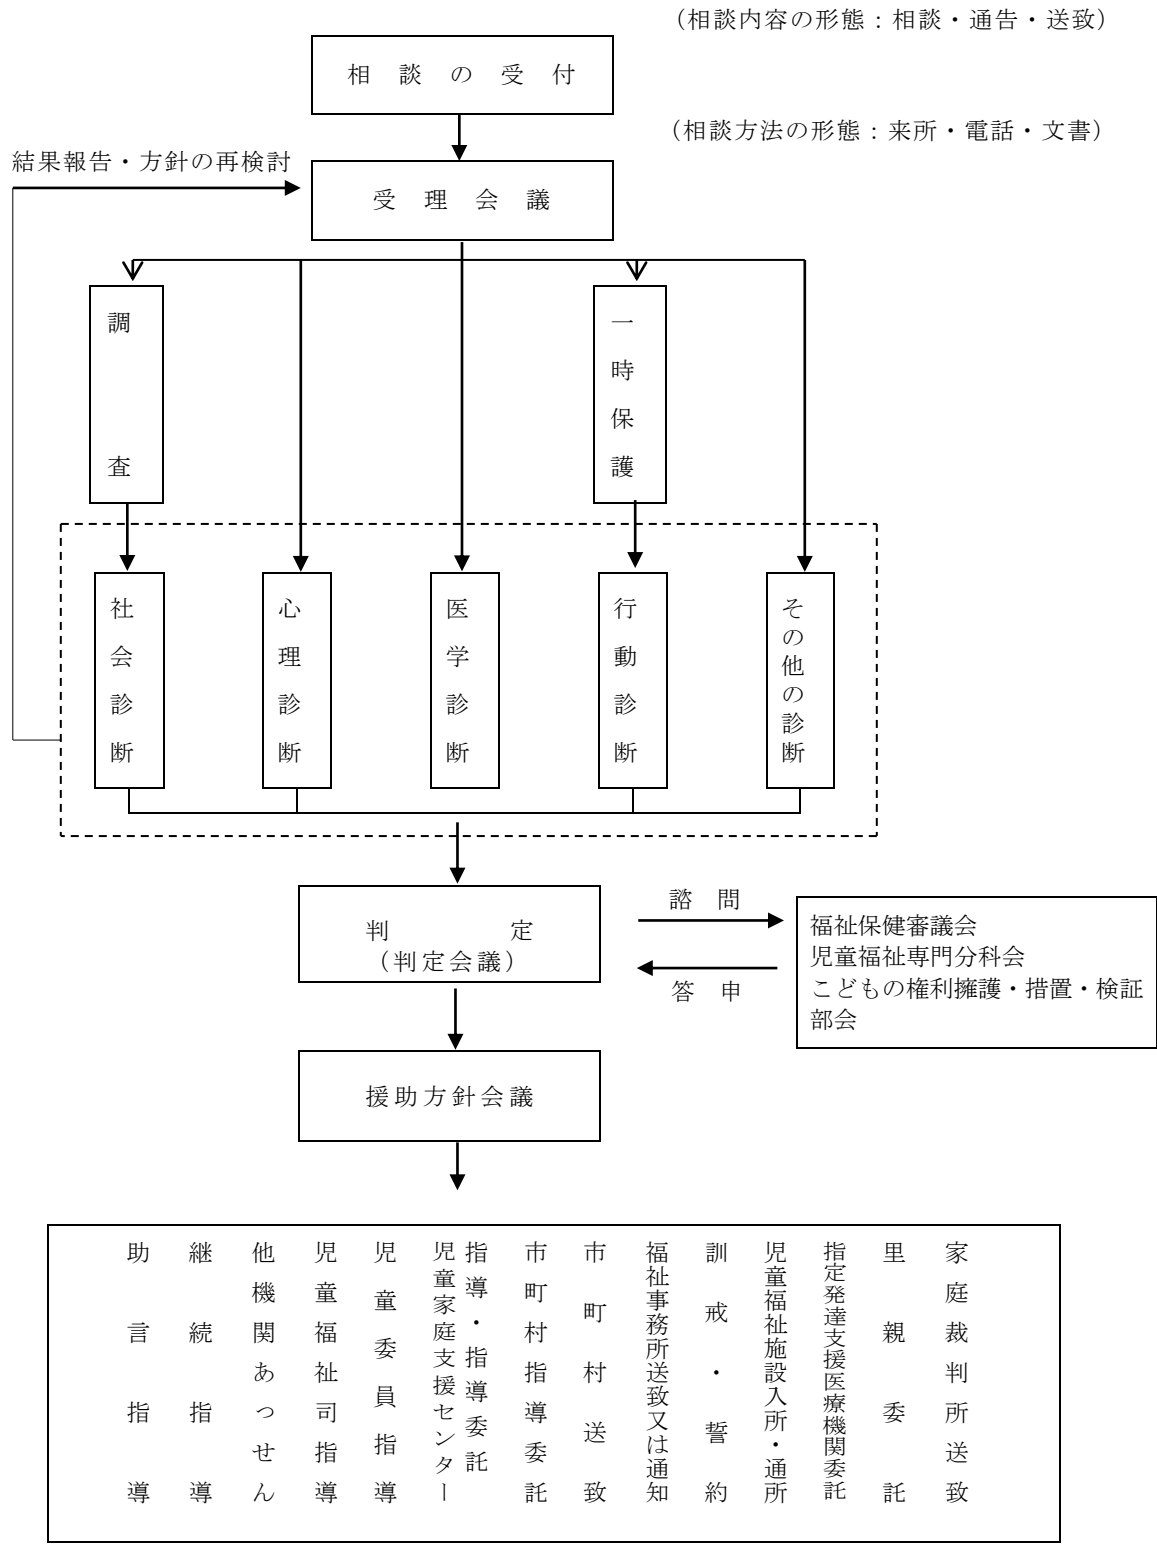 （相談内容の形態：相談・通告・送致）
相談の受付
（相談方法の形態：来所・電話・文書）
結果報告・方針の再検討
受理会議
調査
一時保護
社会診断
心理診断
医学診断
行動診断
その他の診断
判定
（判定会議）
諮問
答申
福祉保健審議会
児童福祉専門分科会
こどもの権利擁護・措置・検証
部会
援助方針会議
助言指導
継続指導
他機関あっせん
児童福祉司指導
児童委員指導
児童家庭支援センター
指導・指導委託
市町村指導委託
市町村送致
福祉事務所送致又は通知
訓戒・誓約
児童福祉施設入所・通所
指定発達支援医療機関委託
里親委託
家庭裁判所送致